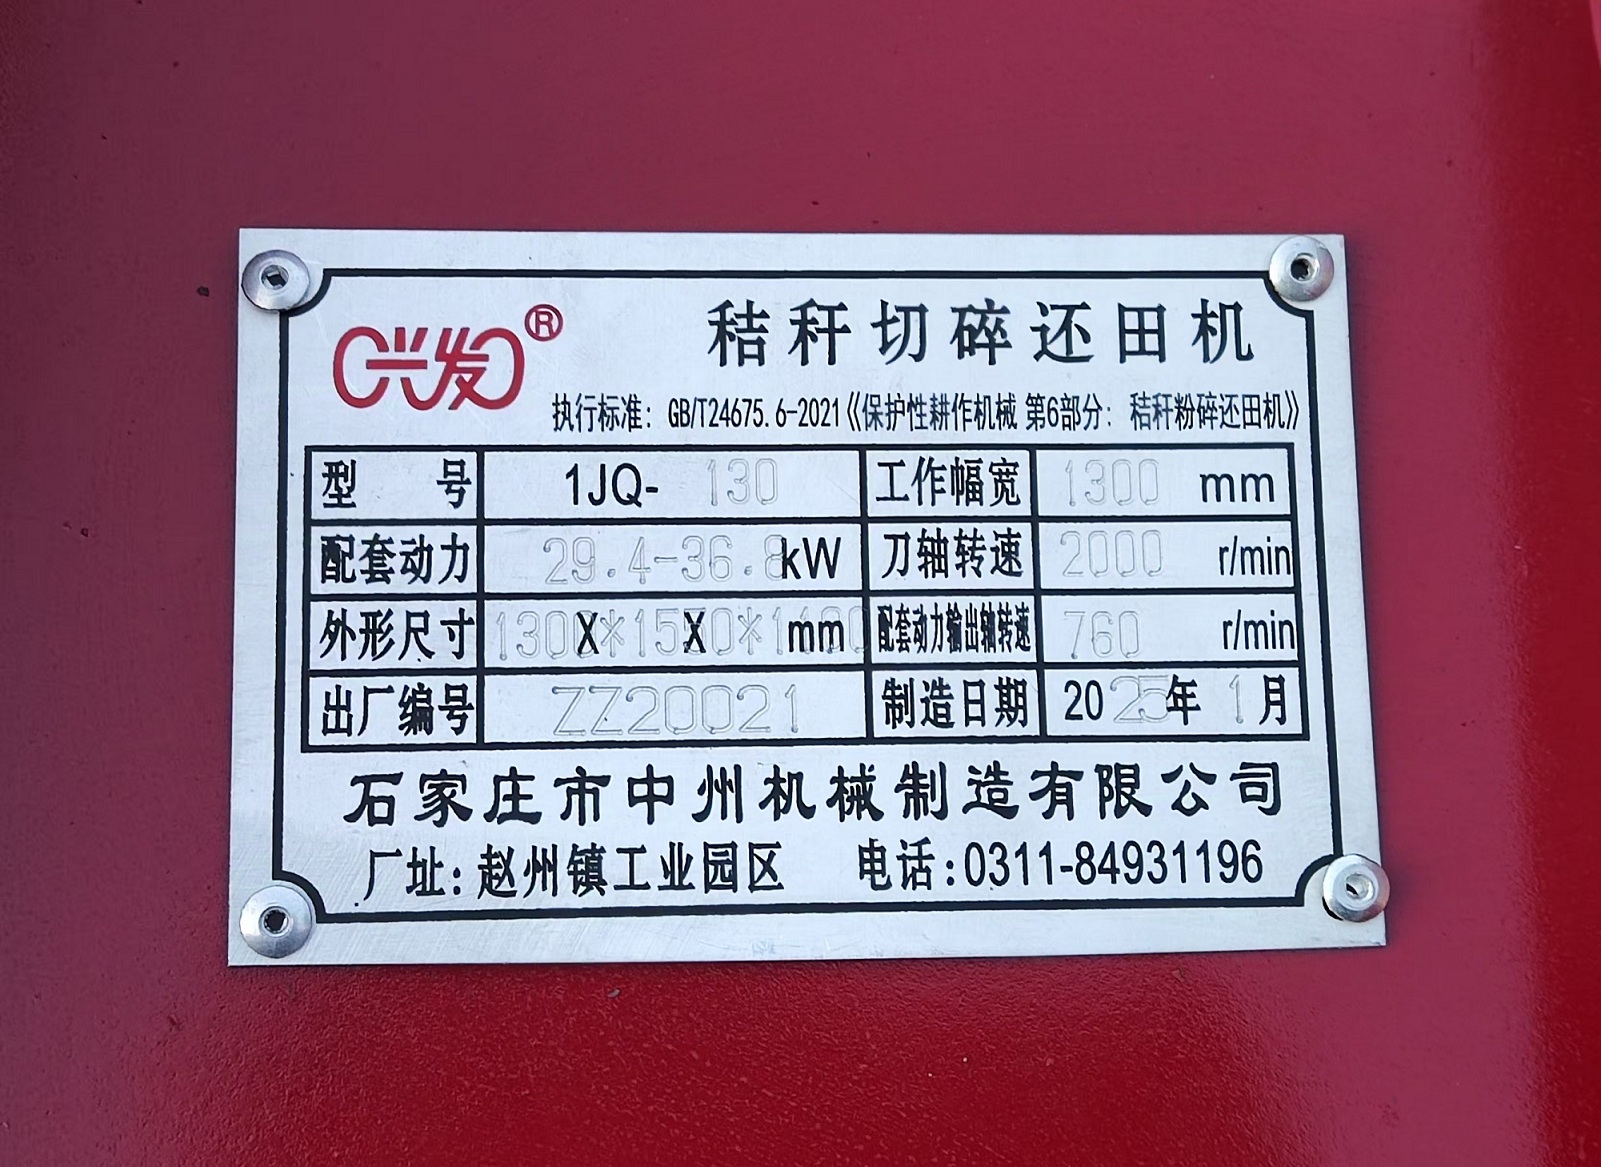 兴发®
秸秆切碎还田机
执行标准：GB/T24675.6-2021《保护性耕作机械 第6部分：秸秆粉碎还田机》
型号 1JQ- 130 工作幅宽 1300 mm
配套动力 29.4-36.8kW 刀轴转速 2000 r/min
外形尺寸 mm 配套动力输出轴转速 760 r/min
出厂编号 ZZ20021 制造日期 2025年 1月
石家庄市中州机械制造有限公司
厂址：赵州镇工业园区 电话：0311-84931196